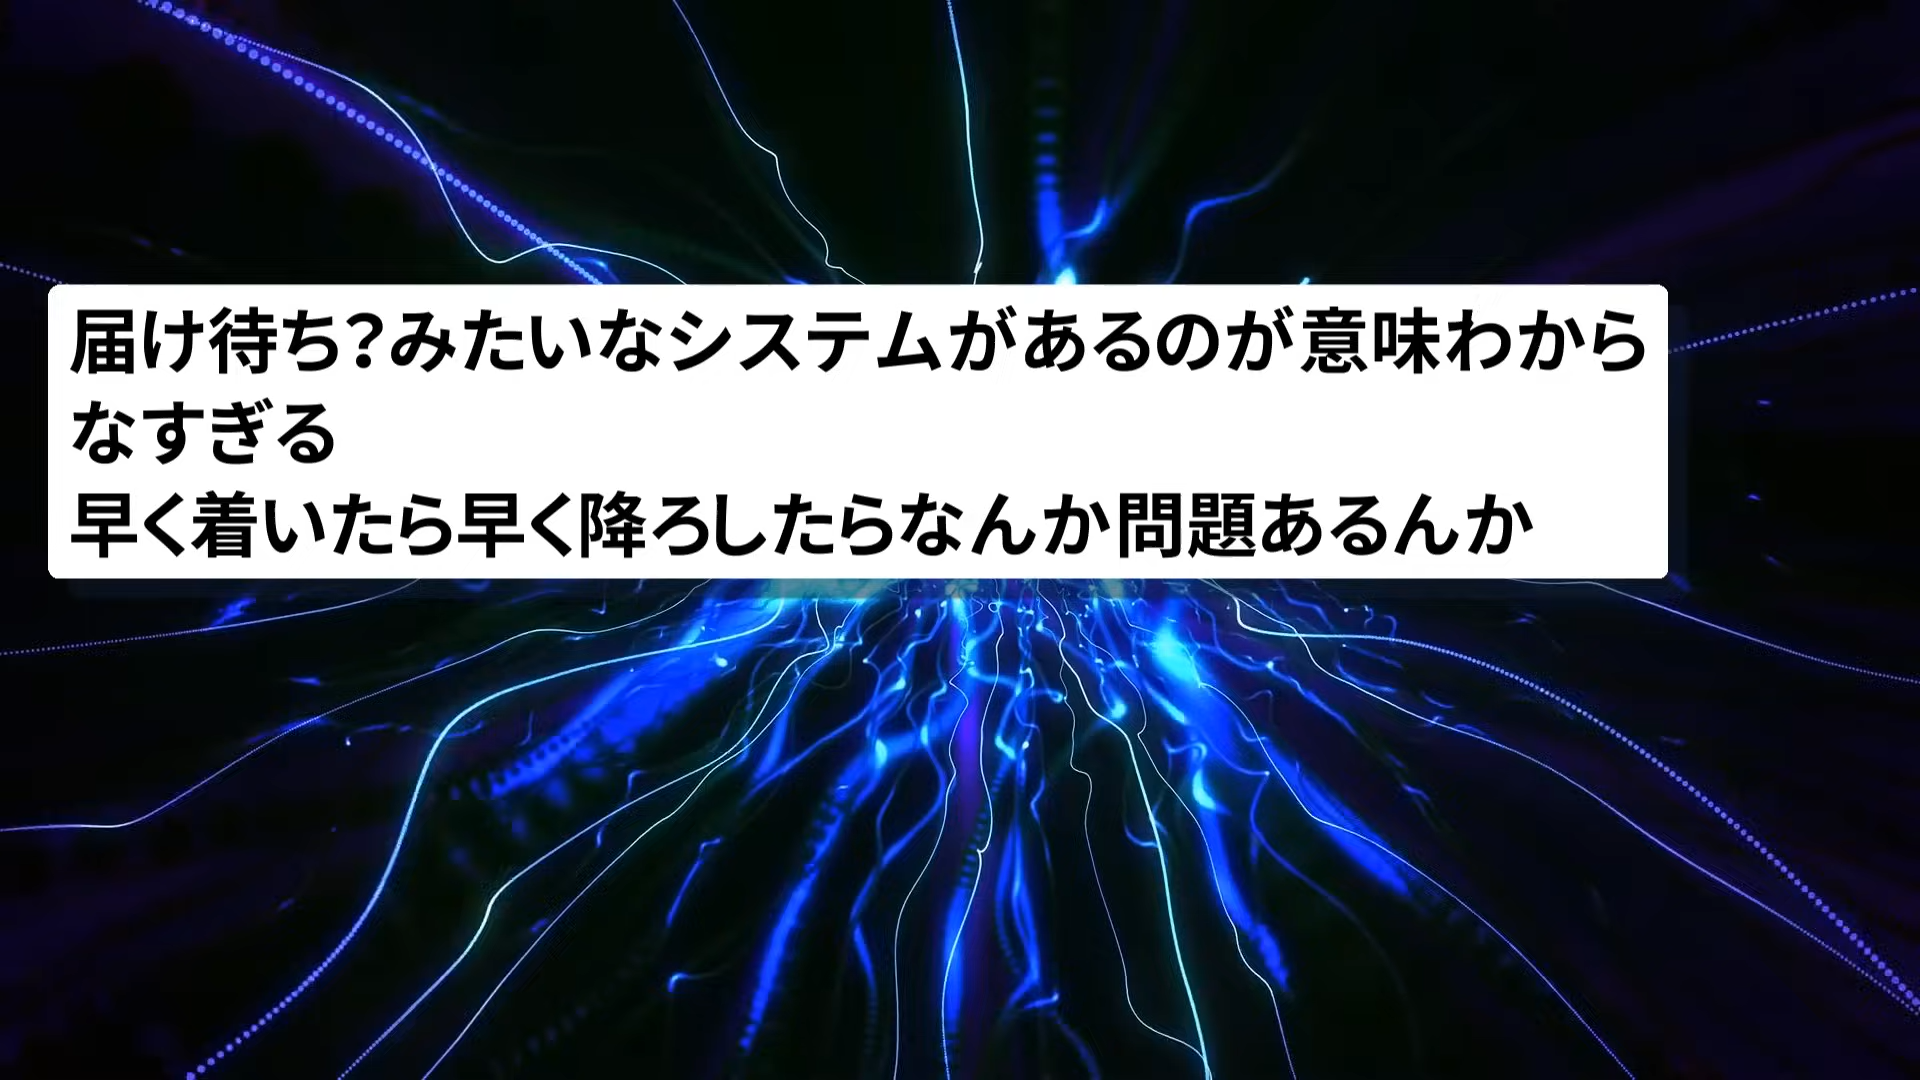 届け待ち?みたいなシステムがあるのが意味わから
なすぎる
早く着いたら早く降ろしたらなんか問題あるんか